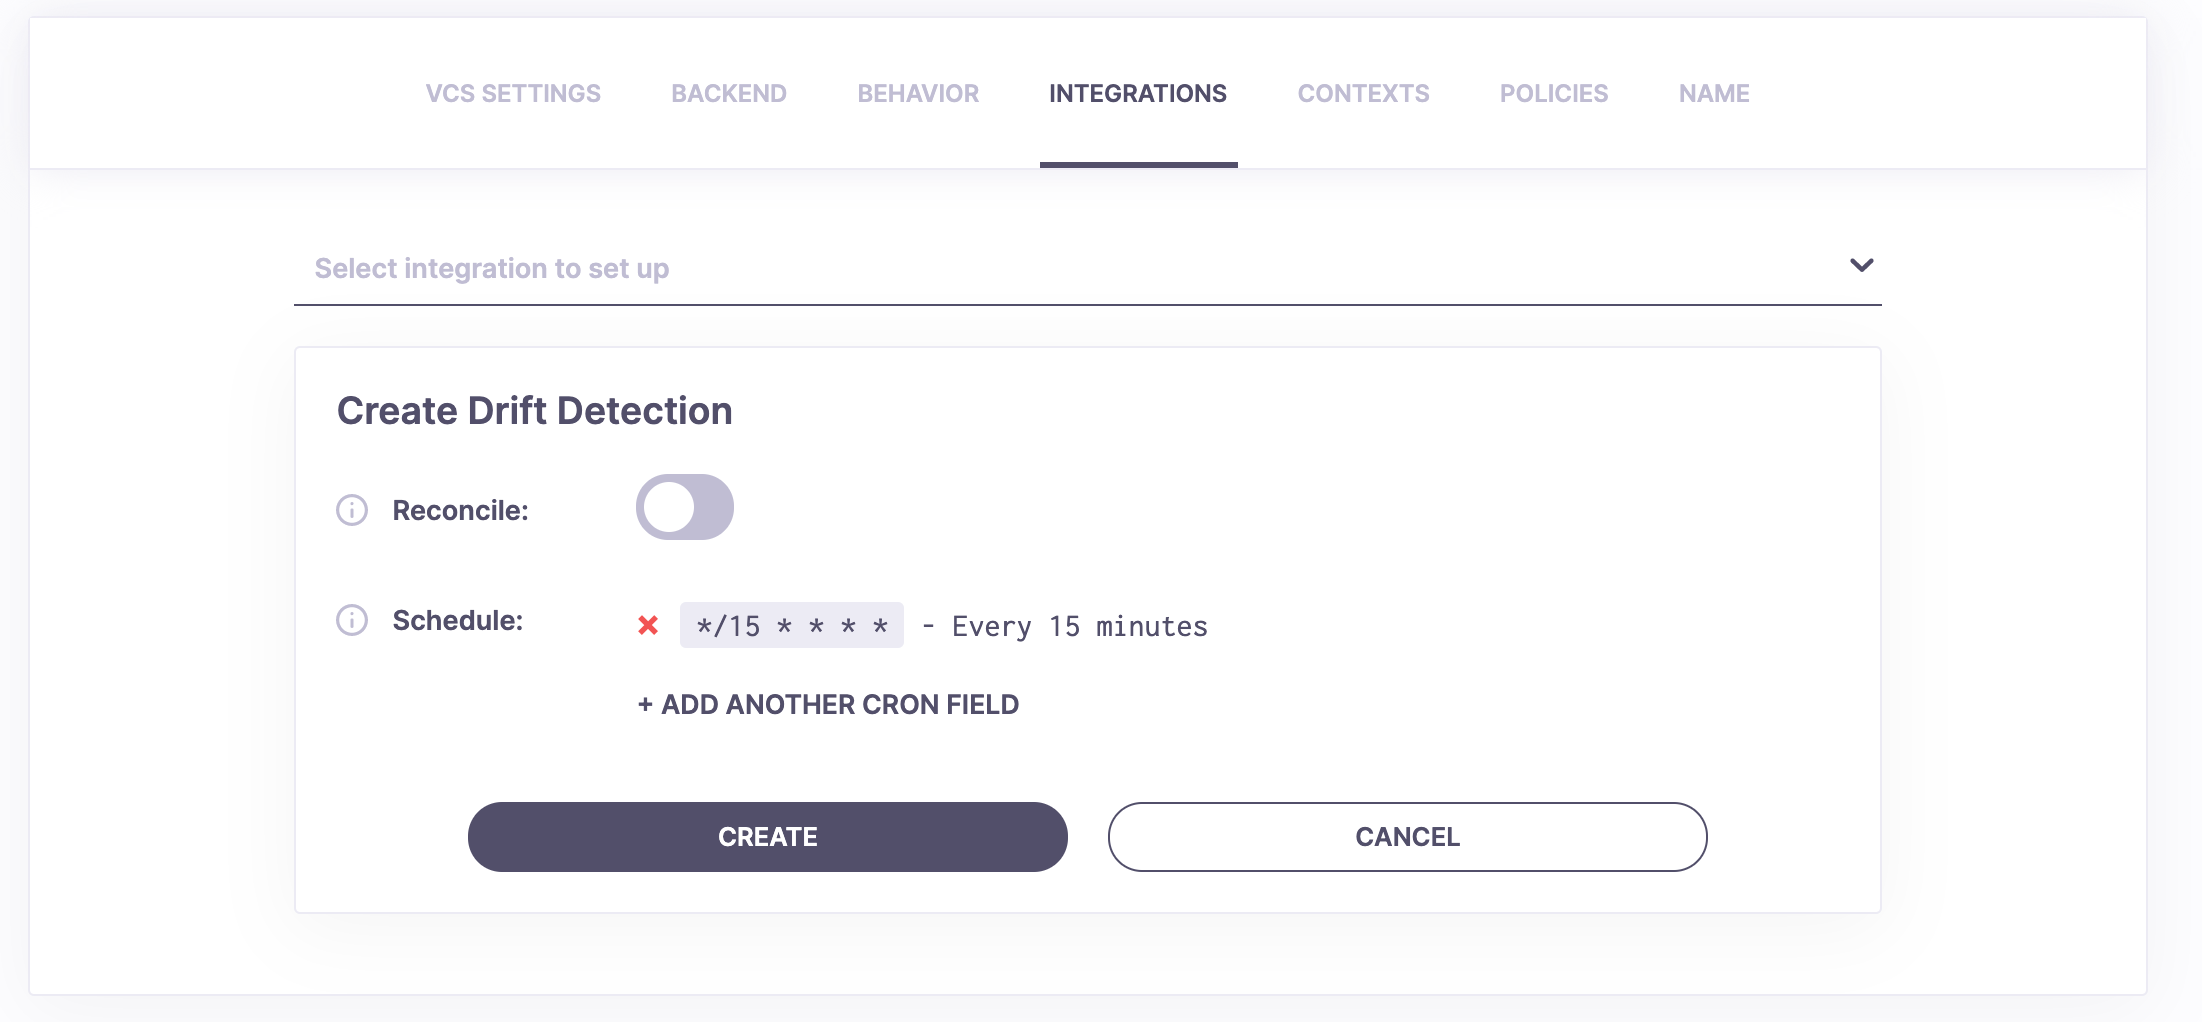 VCS SETTINGS BACKEND BEHAVIOR INTEGRATIONS CONTEXTS POLICIES NAME
Select integration to set up
Create Drift Detection
Reconcile:
Schedule: */15 * * * * - Every 15 minutes
+ ADD ANOTHER CRON FIELD
CREATE CANCEL